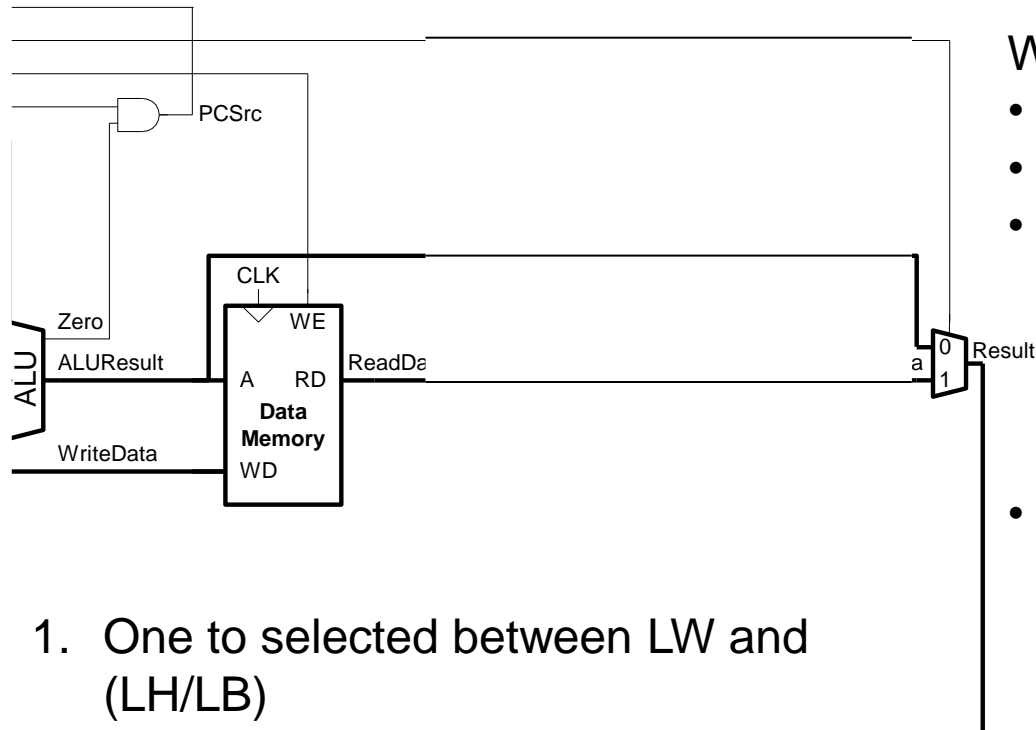 W
PCSrc
CLK
WE
Zero
ALU
ALUResult
ReadDa
a
0
Result
A
RD
1
Data
Memory
WriteData
WD
1. One to selected between LW and
(LH/LB)